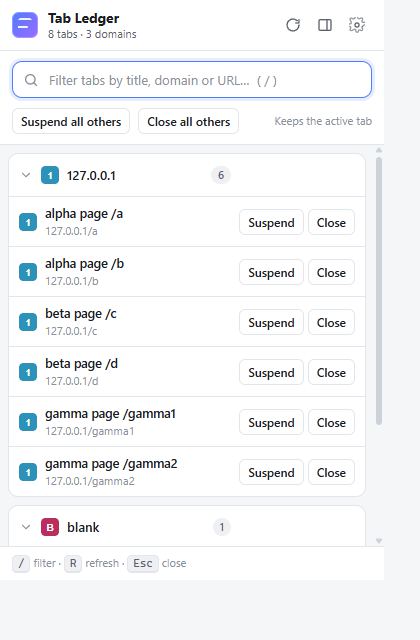 Tab Ledger
8 tabs · 3 domains
Filter tabs by title, domain or URL... ( / )
Suspend all others
Close all others
Keeps the active tab
1 127.0.0.1 6
1 alpha page /a
127.0.0.1/a
Suspend Close
1 alpha page /b
127.0.0.1/b
Suspend Close
1 beta page /c
127.0.0.1/c
Suspend Close
1 beta page /d
127.0.0.1/d
Suspend Close
1 gamma page /gamma1
127.0.0.1/gamma1
Suspend Close
1 gamma page /gamma2
127.0.0.1/gamma2
Suspend Close
B blank 1
/ filter · R refresh · Esc close